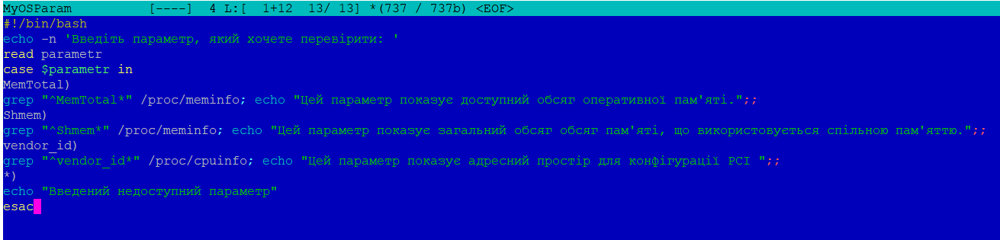 MyOSParam [----] 4 L:[ 1+12 13/ 13] *(737 / 737b) <EOF>
#!/bin/bash
echo -n 'Введіть параметр, який хочете перевірити: '
read parametr
case $parametr in
MemTotal)
grep "^MemTotal*" /proc/meminfo; echo "Цей параметр показує доступний обсяг оперативної пам'яті.";;
Shmem)
grep "^Shmem*" /proc/meminfo; echo "Цей параметр показує загальний обсяг обсяг пам'яті, що використовується спільною пам'яттю.";;
vendor_id)
grep "^vendor_id*" /proc/cpuinfo; echo "Цей параметр показує адресний простір для конфігурації PCI ";;
*)
echo "Введений недоступний параметр"
esac